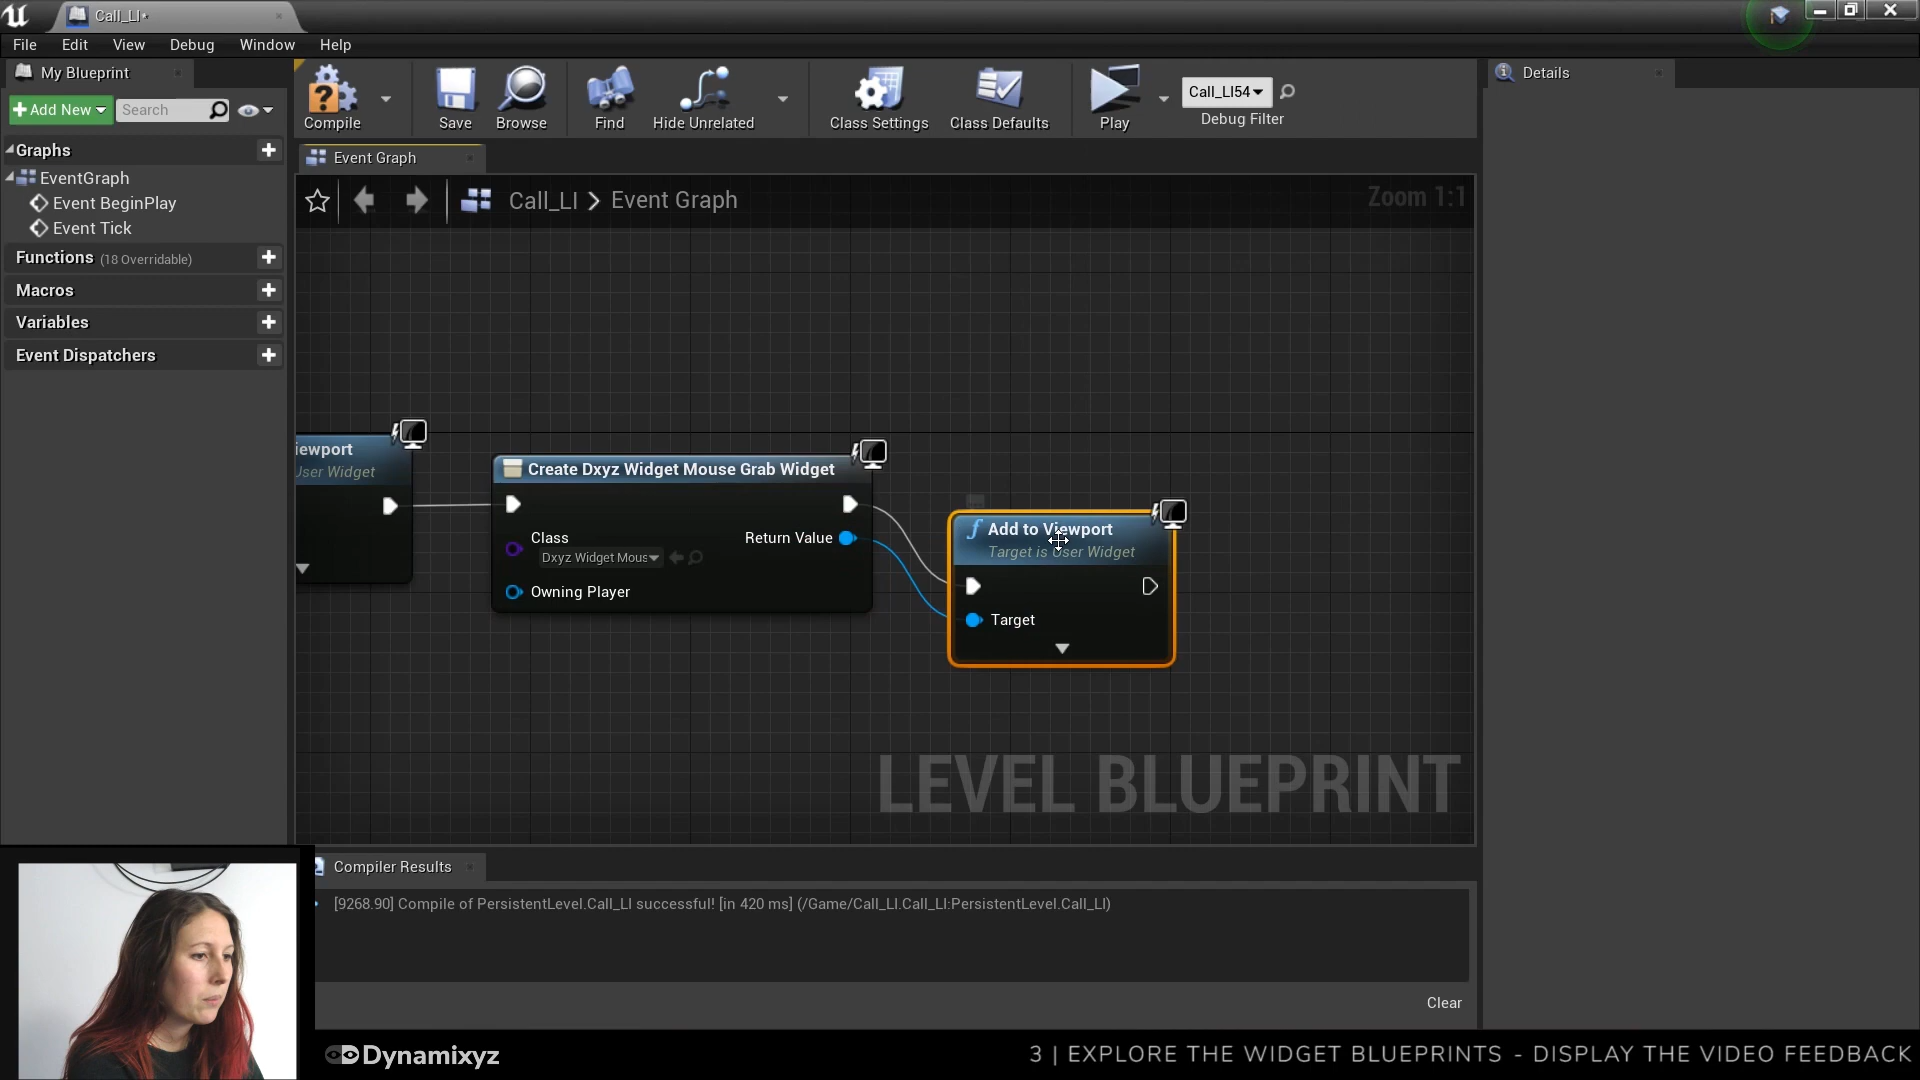 Call_LI*
File Edit View Debug Window Help
My Blueprint
Add New
Search
Graphs
EventGraph
Event BeginPlay
Event Tick
Functions (18 Overridable)
Macros
Variables
Event Dispatchers
Compile
Save
Browse
Find
Hide Unrelated
Class Settings
Class Defaults
Play
Call_LI54
Debug Filter
Details
Event Graph
Call_LI > Event Graph
Zoom 1:1
iewport
User Widget
Create Dxyz Widget Mouse Grab Widget
Class
Dxyz Widget Mous
Return Value
Owning Player
f Add to Viewport
Target is User Widget
Target
LEVEL BLUEPRINT
Compiler Results
[9268.90] Compile of PersistentLevel.Call_LI successful! [in 420 ms] (/Game/Call_LI.Call_LI:PersistentLevel.Call_LI)
Clear
Dynamixyz
3 | EXPLORE THE WIDGET BLUEPRINTS - DISPLAY THE VIDEO FEEDBACK